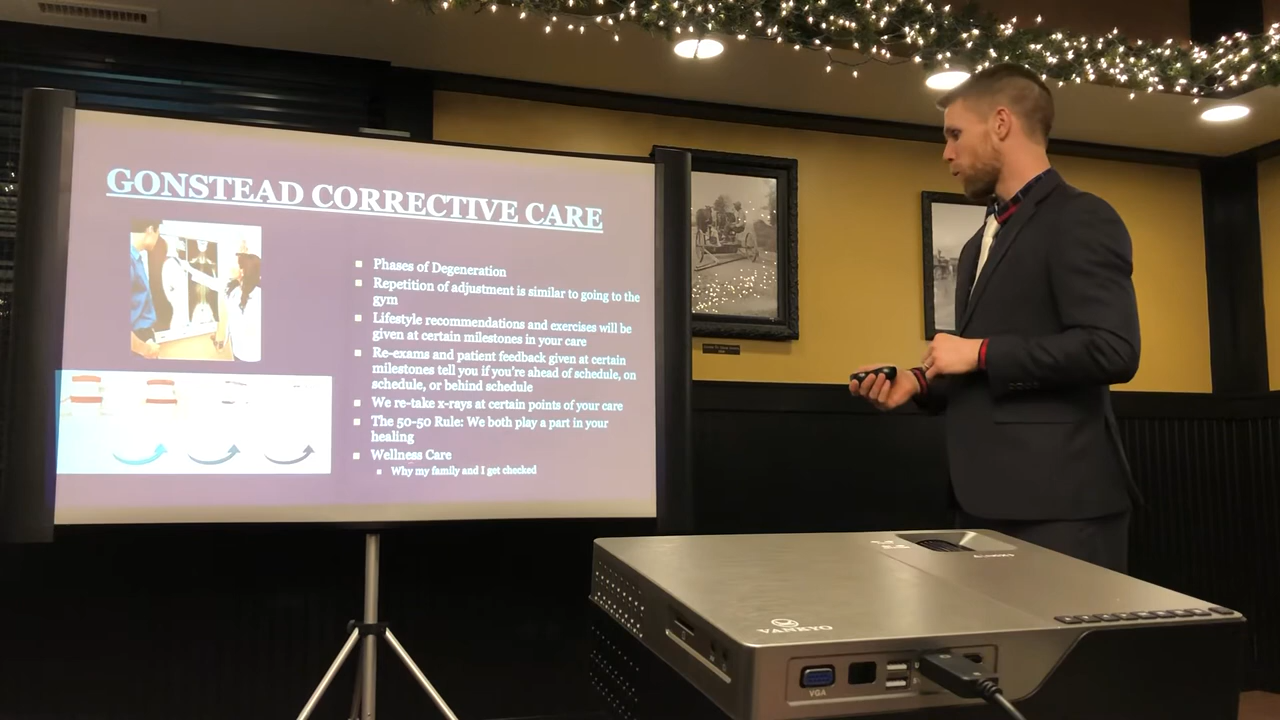 GONSTEAD CORRECTIVE CARE
Phases of Degeneration
Repetition of adjustment is similar to going to the
gym
Lifestyle recommendations and exercises will be
given at certain milestones in your care
Re-exams and patient feedback given at certain
milestones tell you if you're ahead of schedule, on
schedule, or behind schedule
We re-take x-rays at certain points of your care
The 50-50 Rule: We both play a part in your
healing
Wellness Care
Why my family and I get checked
VANKYO
VGA